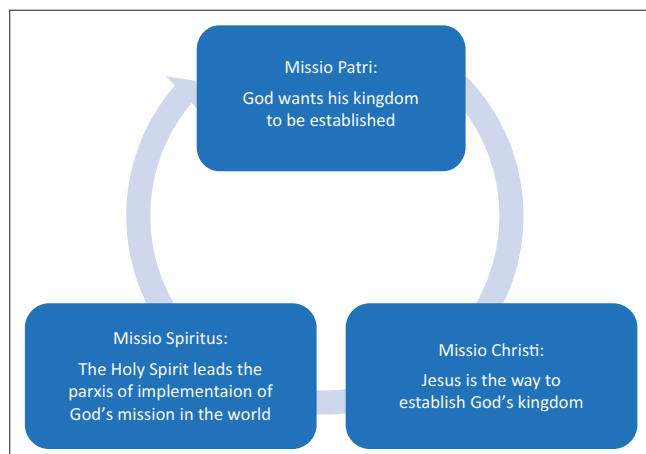 Missio Patri:
God wants his kingdom
to be established
Missio Spiritus:
The Holy Spirit leads the
parxis of implementaion of
God's mission in the world
Missio Christi:
Jesus is the way to
establish God's kingdom